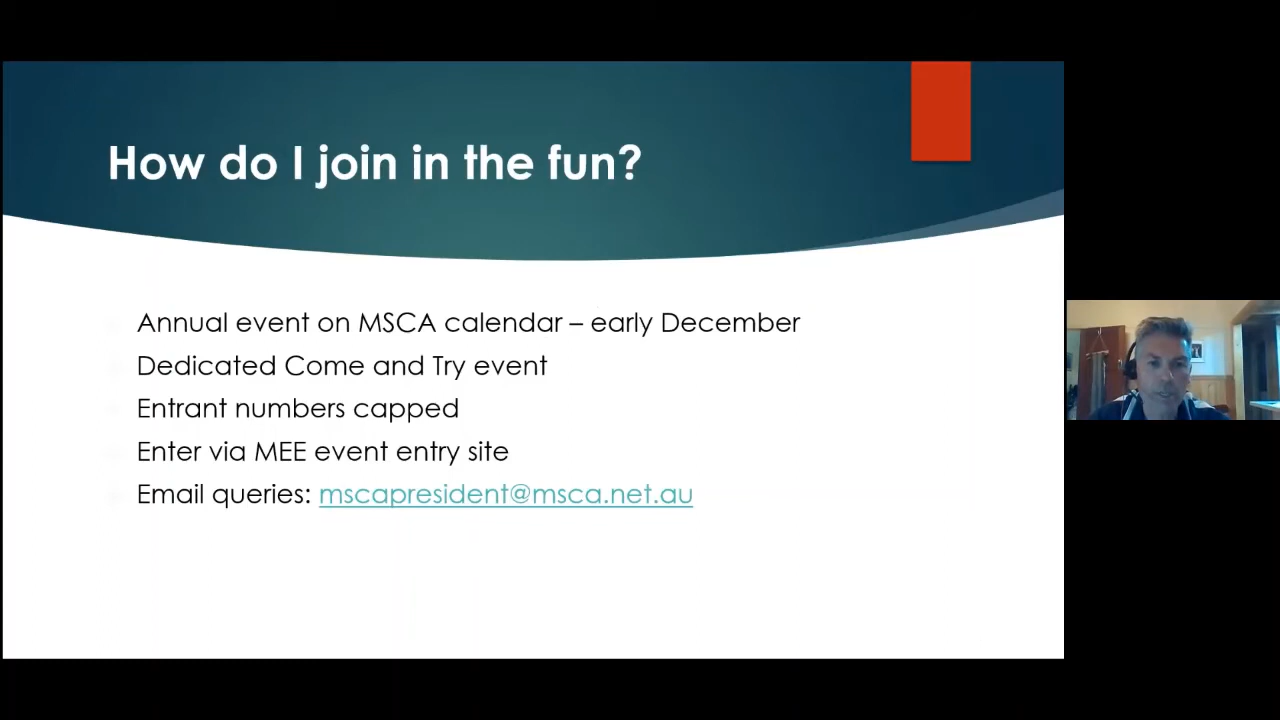 How do I join in the fun?
Annual event on MSCA calendar – early December
Dedicated Come and Try event
Entrant numbers capped
Enter via MEE event entry site
Email queries: mscapresident@msca.net.au